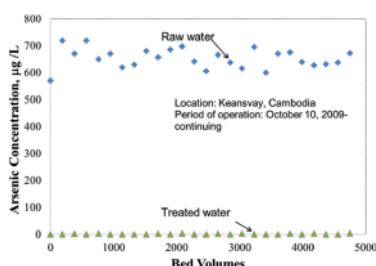 Arsenic Concentration, µg /L
800
700
600
500
400
300
200
100
0
Raw water
Location: Keansvay, Cambodia
Period of operation: October 10, 2009-
continuing
Treated water
0
1000
2000
3000
4000
5000
Bed Volumes